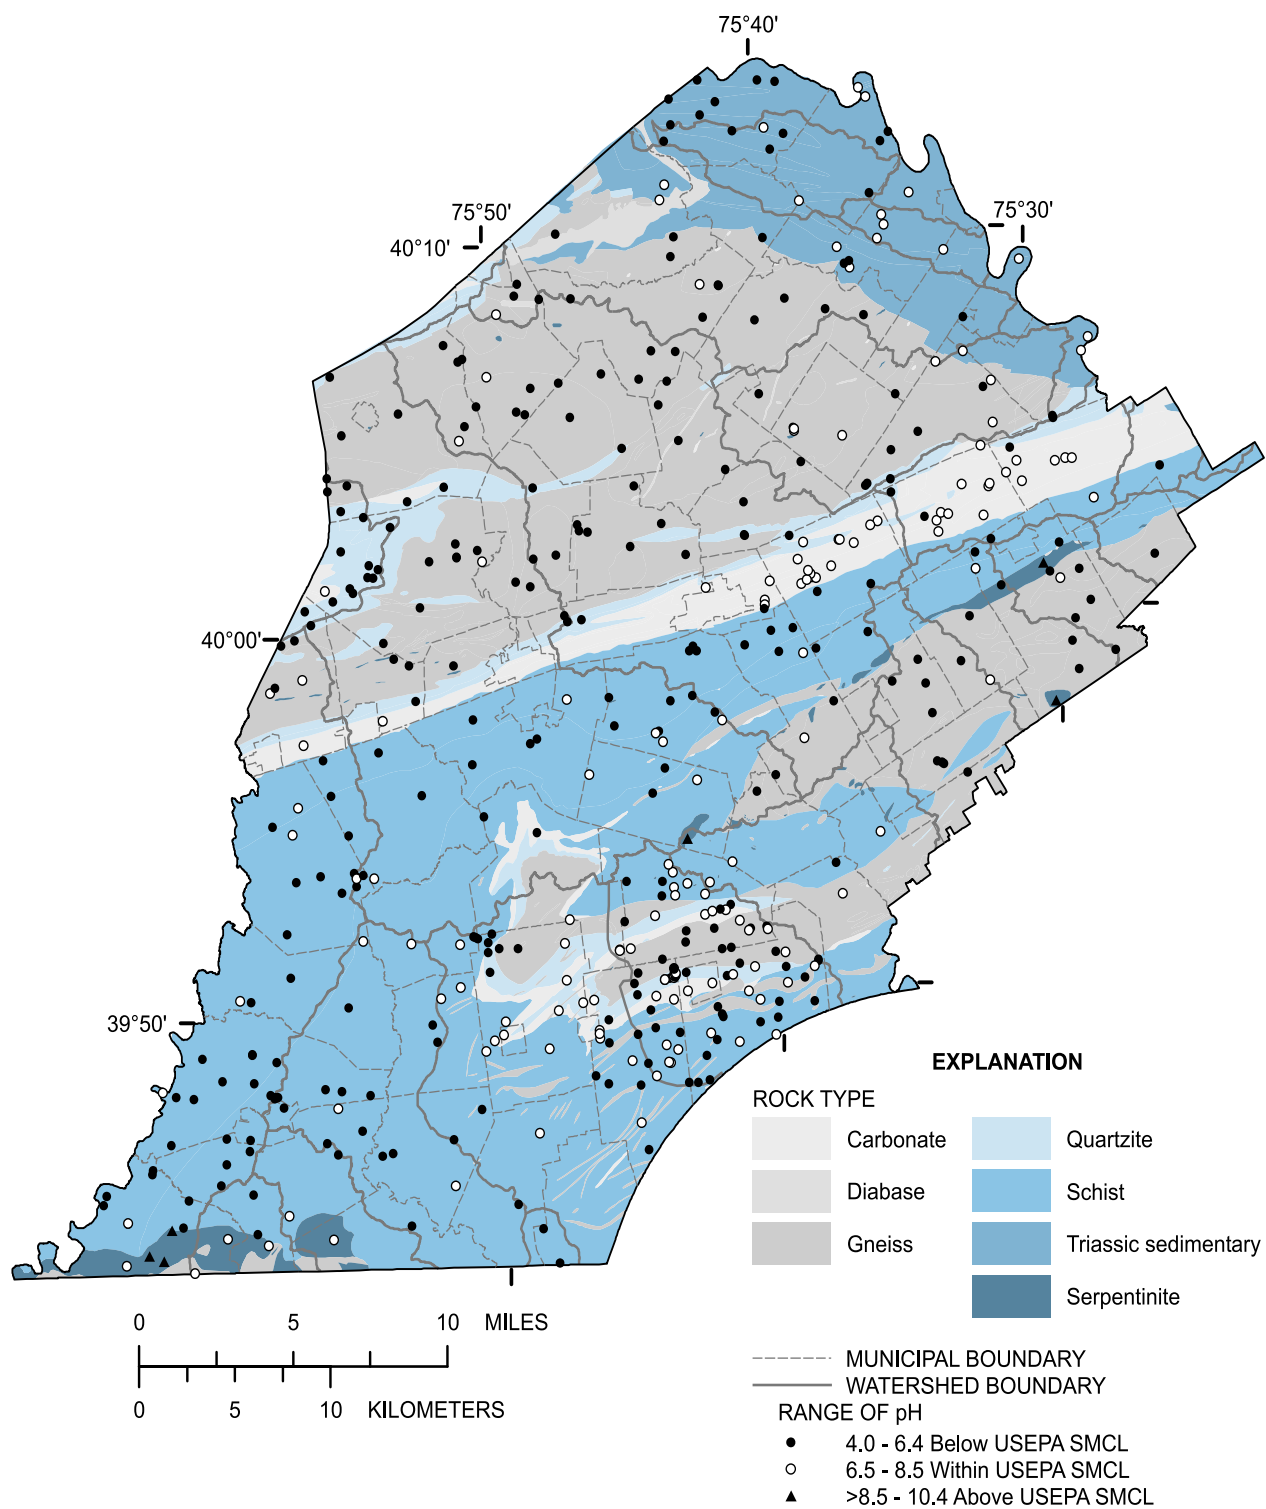 75°40'
75°50'
75°30'
40°10'
40°00'
39°50'
EXPLANATION
ROCK TYPE
Carbonate
Quartzite
Diabase
Schist
Gneiss
Triassic sedimentary
Serpentinite
0 5 10 MILES
0 5 10 KILOMETERS
MUNICIPAL BOUNDARY
WATERSHED BOUNDARY
RANGE OF pH
4.0 - 6.4 Below USEPA SMCL
6.5 - 8.5 Within USEPA SMCL
>8.5 - 10.4 Above USEPA SMCL